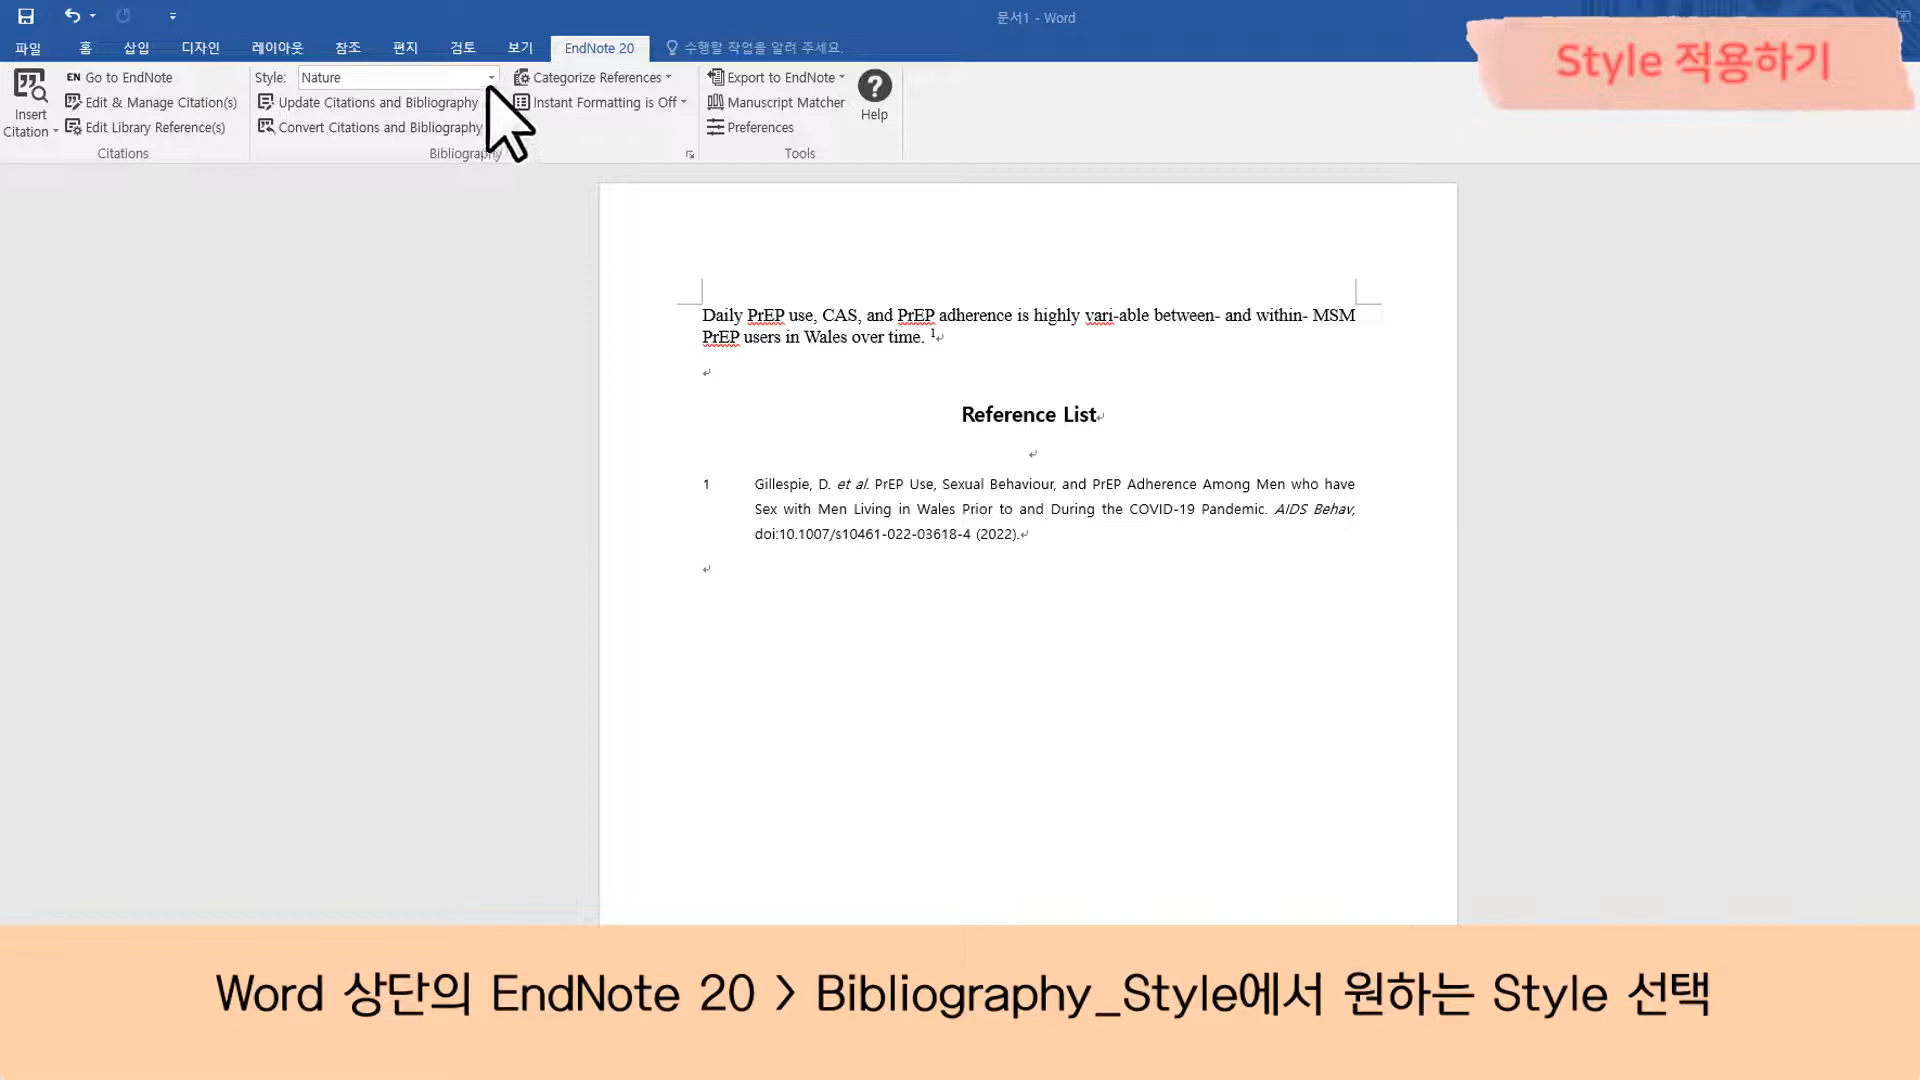 문서1 - Word
Style 적용하기
파일 홈 삽입 디자인 레이아웃 참조 편지 검토 보기 EndNote 20 수행할 작업을 알려 주세요.
Insert
Citation
EN Go to EndNote
Edit & Manage Citation(s)
Edit Library Reference(s)
Citations
Style: Nature
Update Citations and Bibliography
Convert Citations and Bibliography
Categorize References
Instant Formatting is Off
Bibliography
Export to EndNote
Manuscript Matcher
Preferences
Tools
? Help
Daily PrEP use, CAS, and PrEP adherence is highly vari-able between- and within- MSM
PrEP users in Wales over time. 1
Reference List
1 Gillespie, D. et al. PrEP Use, Sexual Behaviour, and PrEP Adherence Among Men who have
Sex with Men Living in Wales Prior to and During the COVID-19 Pandemic. AIDS Behav,
doi:10.1007/s10461-022-03618-4 (2022).
Word 상단의 EndNote 20 > Bibliography_Style에서 원하는 Style 선택